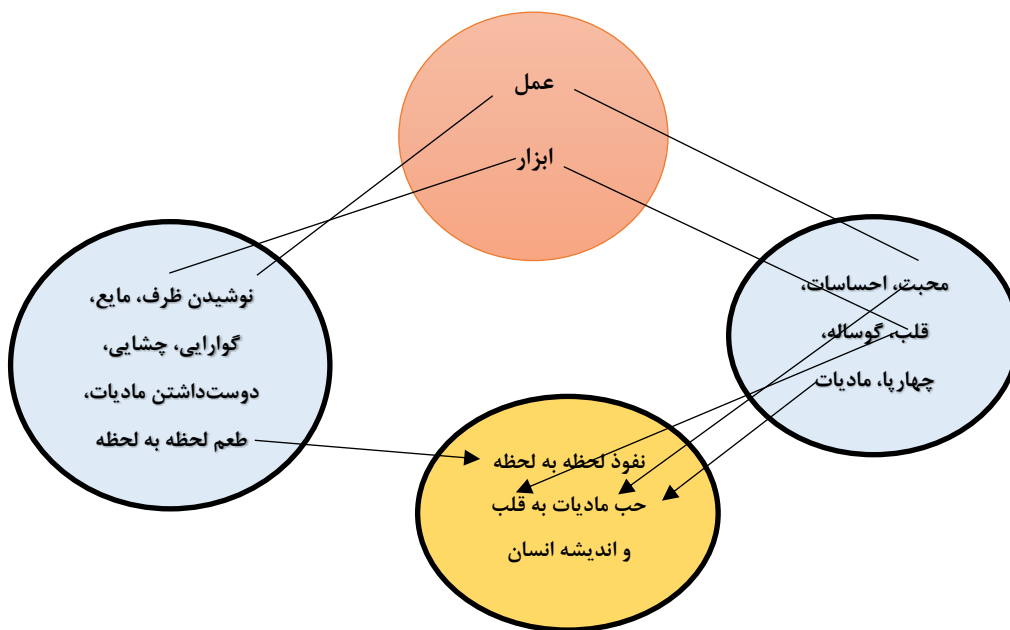 عمل
ابزار
محبت، احساسات،
قلب، گوساله،
چهارپا، مادیات
نوشیدن ظرف، مایع،
گوارایی، چشایی،
دوست‌داشتن مادیات،
طعم لحظه به لحظه
نفوذ لحظه به لحظه
حب مادیات به قلب
و اندیشه انسان